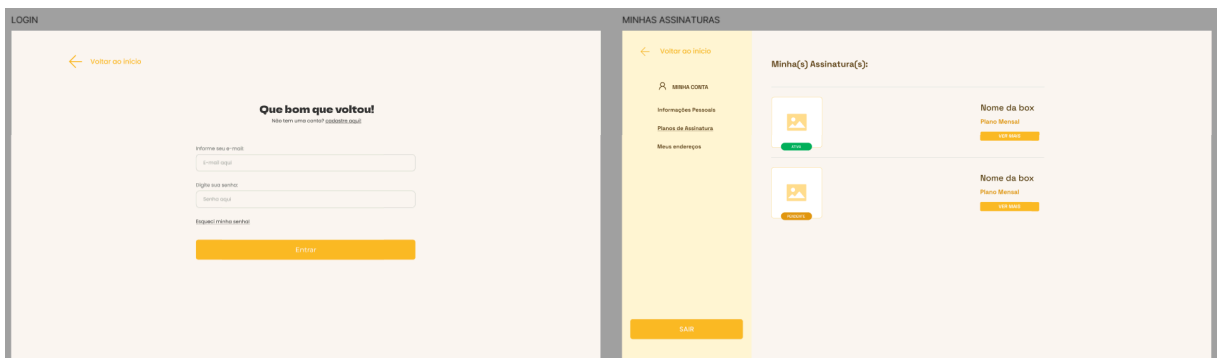 LOGIN
Voltar ao início
Que bom que voltou!
Não tem uma conta? cadastre aqui!
Informe seu e-mail:
E-mail aqui
Digite sua senha:
Senha aqui
Esqueci minha senha!
Entrar
MINHAS ASSINATURAS
Voltar ao início
MINHA CONTA
Informações Pessoais
Planos de Assinatura
Meus endereços
SAIR
Minha(s) Assinatura(s):
Nome da box
Plano Mensal
VER MAIS
Nome da box
Plano Mensal
VER MAIS